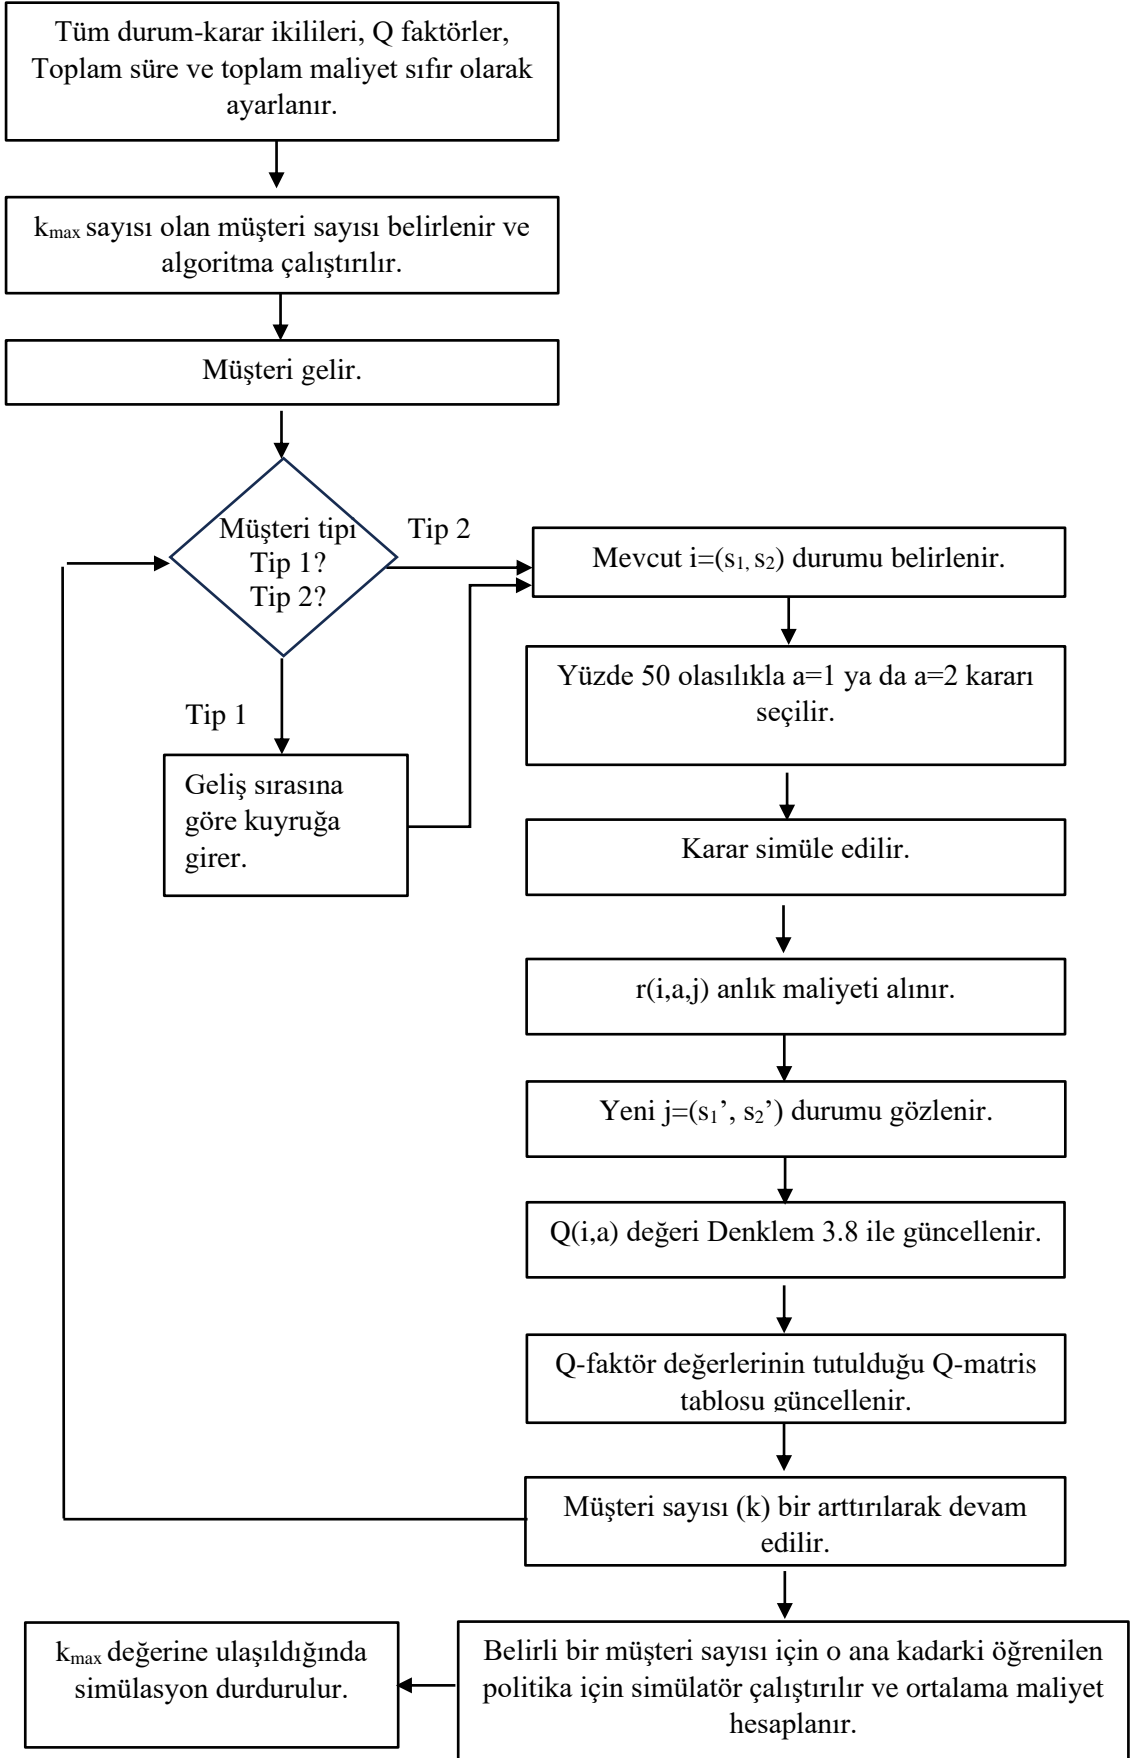 Tüm durum-karar ikilileri, Q faktörler,
Toplam süre ve toplam maliyet sıfır olarak
ayarlanır.
kmax sayısı olan müşteri sayısı belirlenir ve
algoritma çalıştırılır.
Müşteri gelir.
Müşteri tipi
Tip 1?
Tip 2?
Tip 2
Tip 1
Geliş sırasına
göre kuyruğa
girer.
Mevcut i=(s1, s2) durumu belirlenir.
Yüzde 50 olasılıkla a=1 ya da a=2 kararı
seçilir.
Karar simüle edilir.
r(i,a,j) anlık maliyeti alınır.
Yeni j=(s1’, s2’) durumu gözlenir.
Q(i,a) değeri Denklem 3.8 ile güncellenir.
Q-faktör değerlerinin tutulduğu Q-matris
tablosu güncellenir.
Müşteri sayısı (k) bir arttırılarak devam
edilir.
Belirli bir müşteri sayısı için o ana kadarki öğrenilen
politika için simülatör çalıştırılır ve ortalama maliyet
hesaplanır.
kmax değerine ulaşıldığında
simülasyon durdurulur.